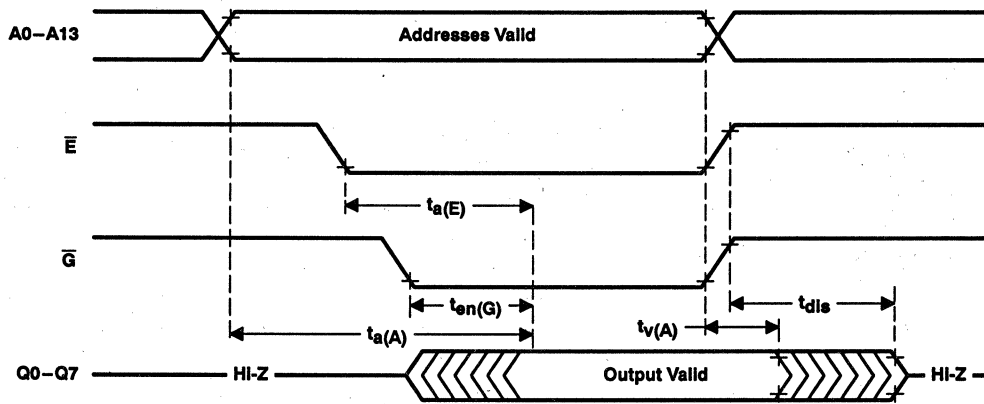 A0–A13
Addresses Valid
E̅
ta(E)
G̅
ten(G)
tdis
ta(A)
tv(A)
Q0–Q7
Hi-Z
Output Valid
Hi-Z